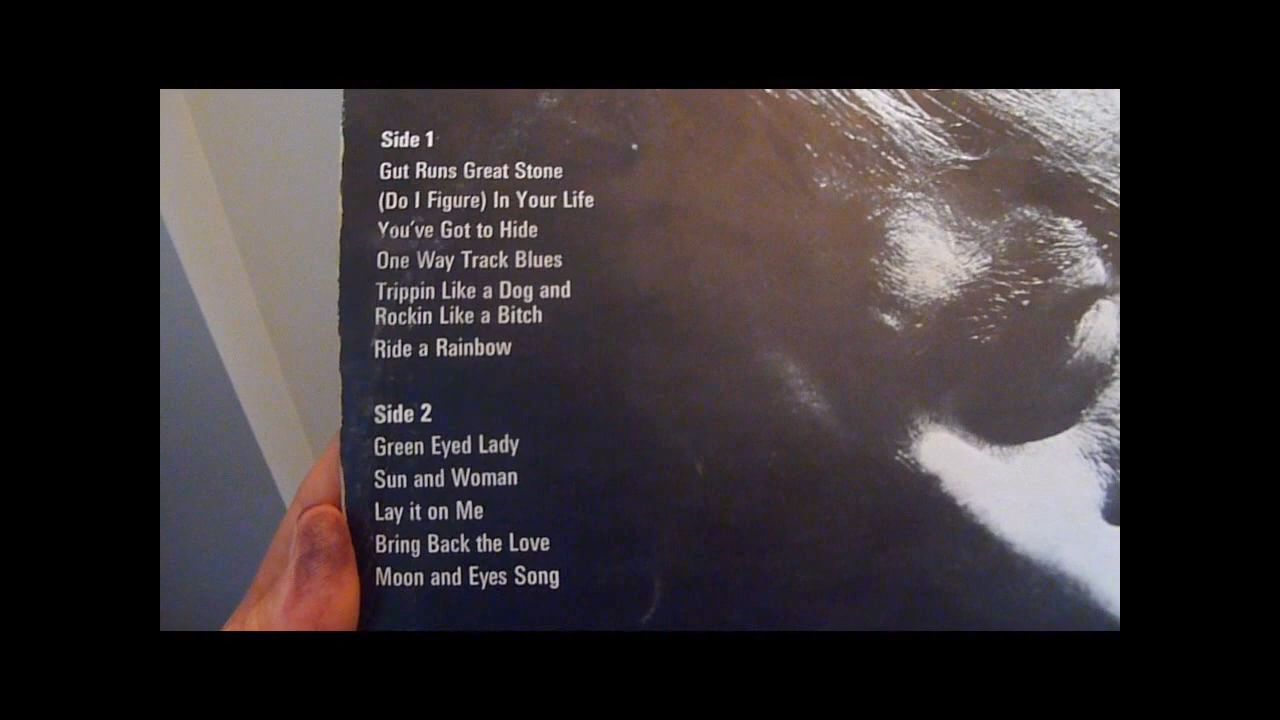 Side 1
Gut Runs Great Stone
(Do I Figure) In Your Life
You've Got to Hide
One Way Track Blues
Trippin Like a Dog and
Rockin Like a Bitch
Ride a Rainbow
Side 2
Green Eyed Lady
Sun and Woman
Lay it on Me
Bring Back the Love
Moon and Eyes Song